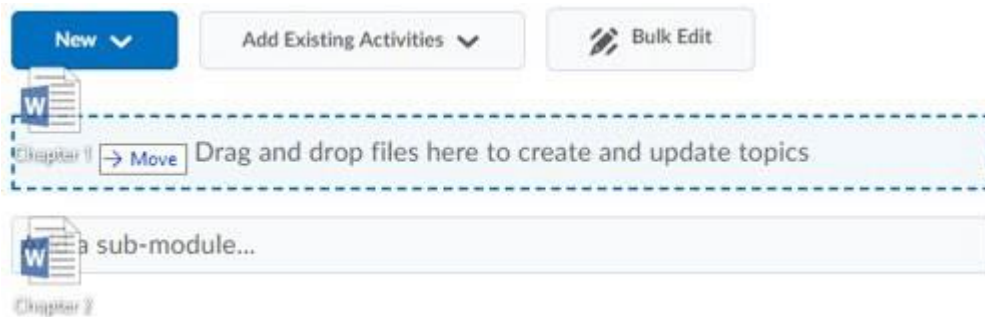 New
Add Existing Activities
Bulk Edit
W
Chapter 1
→ Move
Drag and drop files here to create and update topics
W
a sub-module...
Chapter 2